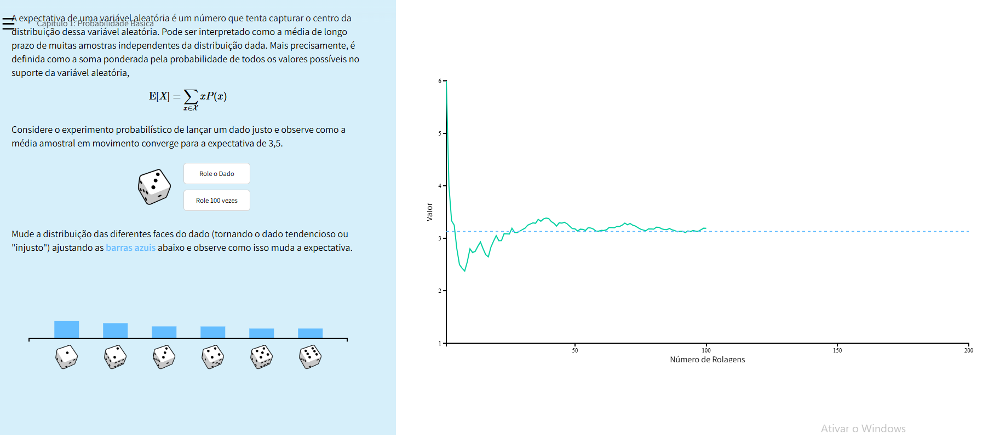 A expectativa de uma variável aleatória é um número que tenta capturar o centro da
Capítulo 1: Probabilidade Básica
distribuição dessa variável aleatória. Pode ser interpretado como a média de longo
prazo de muitas amostras independentes da distribuição dada. Mais precisamente, é
definida como a soma ponderada pela probabilidade de todos os valores possíveis no
suporte da variável aleatória,
E[X] = ∑ x∈𝒳 xP(x)
Considere o experimento probabilístico de lançar um dado justo e observe como a
média amostral em movimento converge para a expectativa de 3,5.
Role o Dado
Role 100 vezes
Mude a distribuição das diferentes faces do dado (tornando o dado tendencioso ou
"injusto") ajustando as barras azuis abaixo e observe como isso muda a expectativa.
Valor
6
5
4
3
2
1
50
100
150
200
Número de Rolagens
Ativar o Windows